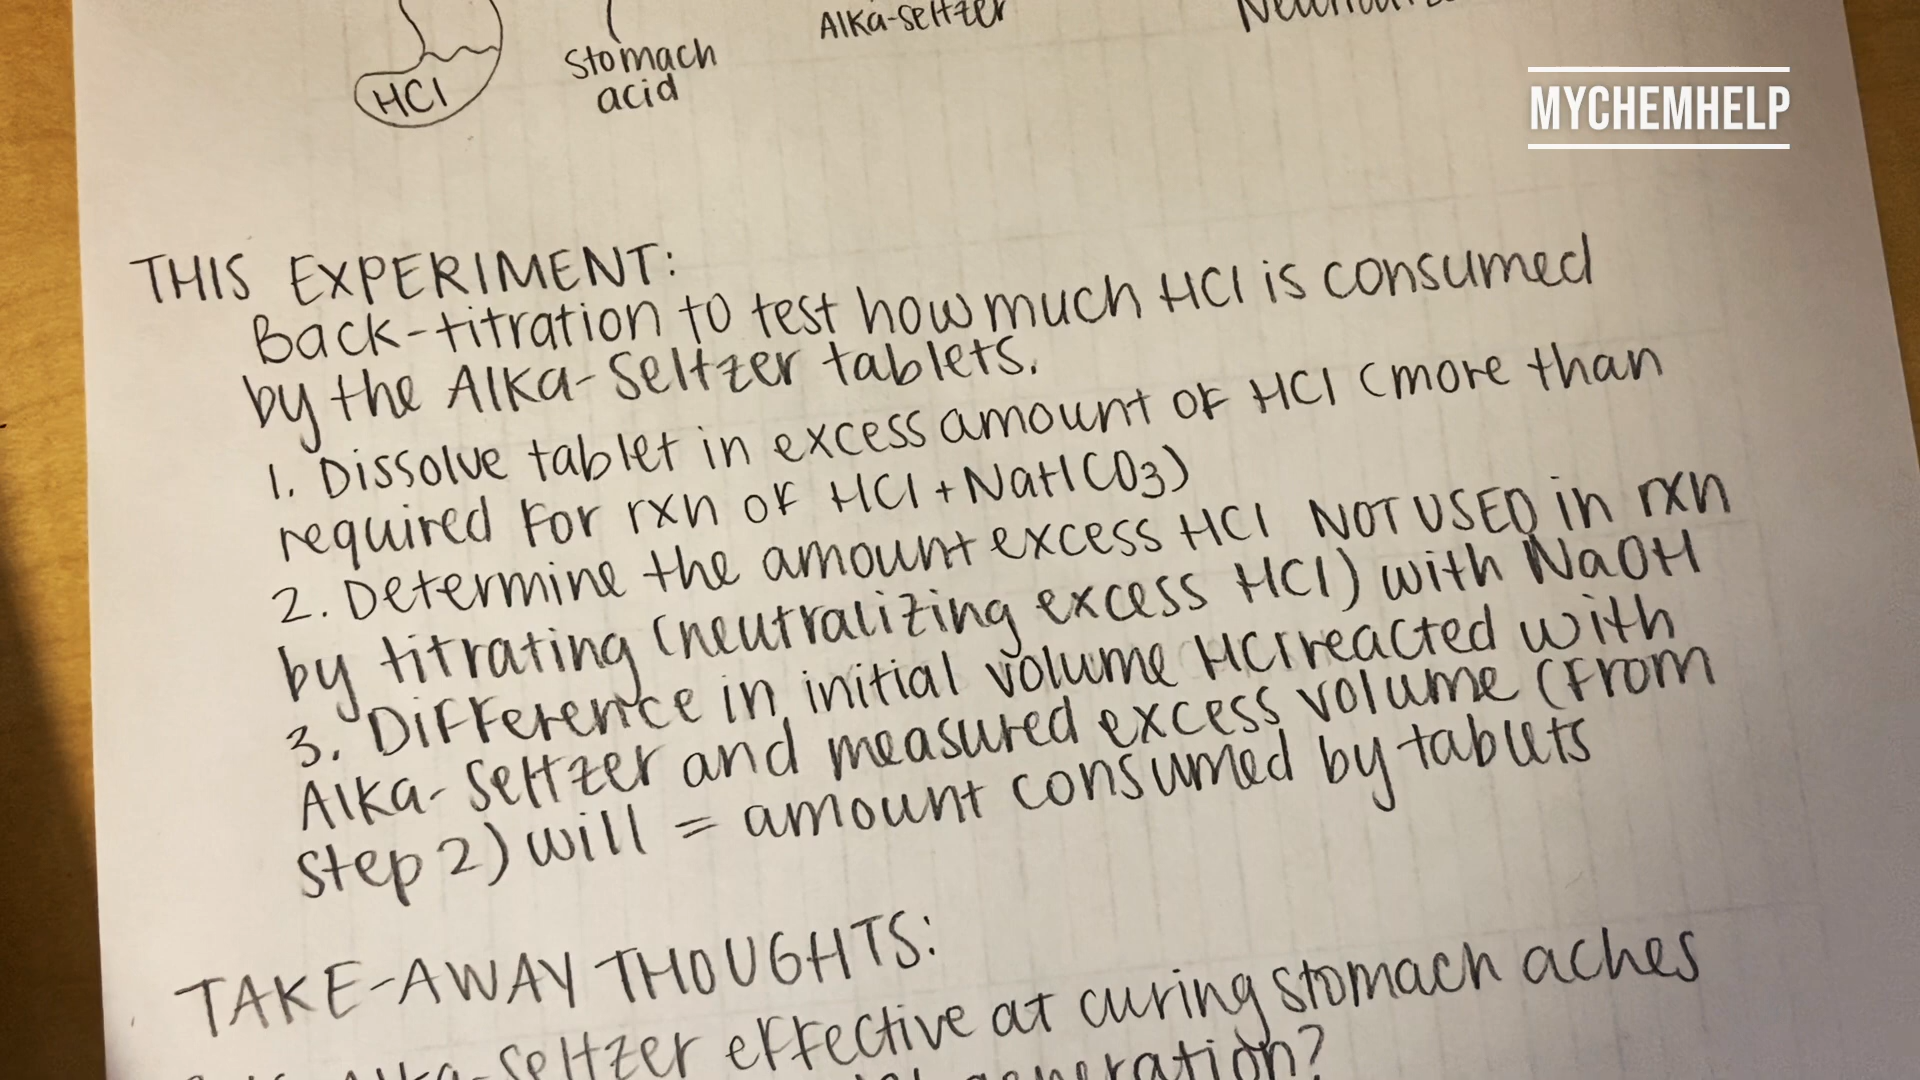 HCl
Stomach
acid
Alka-Seltzer
MYCHEMHELP
THIS EXPERIMENT:
Back-titration to test how much HCl is consumed
by the Alka-Seltzer tablets.
1. Dissolve tablet in excess amount of HCl (more than
required for rxn of HCl + NaHCO3)
2. Determine the amount excess HCl NOT USED in rxn
by titrating (neutralizing excess HCl) with NaOH
3. Difference in initial volume HCl reacted with
Alka-Seltzer and measured excess volume (from
step 2) will = amount consumed by tablets
TAKE-AWAY THOUGHTS:
Alka-Seltzer effective at curing stomach aches
generation?